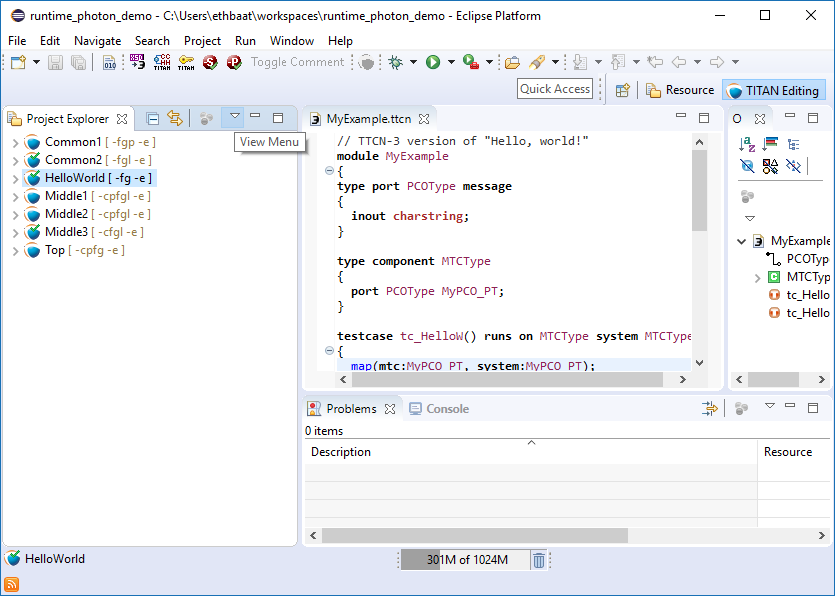 runtime_photon_demo - C:\Users\ethbaat\workspaces\runtime_photon_demo - Eclipse Platform
File Edit Navigate Search Project Run Window Help
Toggle Comment
Quick Access
Resource
TITAN Editing
Project Explorer
View Menu
Common1 [ -fgp -e ]
Common2 [ -fgl -e ]
HelloWorld [ -fg -e ]
Middle1 [ -cpfgl -e ]
Middle2 [ -cpfgl -e ]
Middle3 [ -cfgl -e ]
Top [ -cpfg -e ]
MyExample.ttcn
// TTCN-3 version of "Hello, world!"
module MyExample
{
type port PCOType message
{
inout charstring;
}
type component MTCType
{
port PCOType MyPCO_PT;
}
testcase tc_HelloW() runs on MTCType system MTCType
{
map(mtc:MyPCO_PT, system:MyPCO_PT);
O
MyExample
PCOTyp
MTCTyp
tc_Hello
tc_Hello
Problems
Console
0 items
Description
Resource
HelloWorld
301M of 1024M